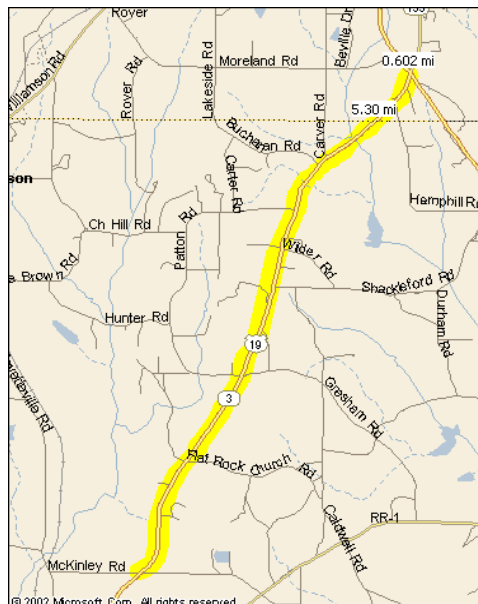 Rover
155
Williamson Rd
Rover Rd
Lakeside Rd
Moreland Rd
Beville Dr
0.602 mi
5.30 mi
Buchanan Rd
Carver Rd
Carter Rd
son
Hemphill Rd
Ch Hill Rd
Patton Rd
Wilder Rd
e Brown Rd
Shackleford Rd
Durham Rd
Hunter Rd
19
3
Gresham Rd
Flat Rock Church Rd
Caldwell Rd
RR-1
McKinley Rd
© 2002 Microsoft Corp. All rights reserved.